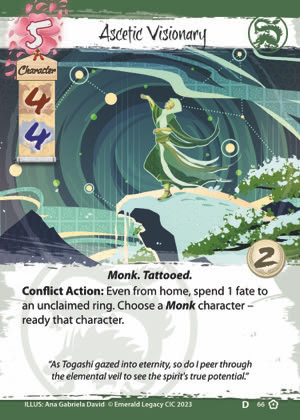 5
Ascetic Visionary
Character
4
4
2
Monk. Tattooed.
Conflict Action: Even from home, spend 1 fate to
an unclaimed ring. Choose a Monk character –
ready that character.
"As Togashi gazed into eternity, so do I peer through
the elemental veil to see the spirit's true potential."
ILLUS: Ana Gabriela David © Emerald Legacy CIC 2023
D 66